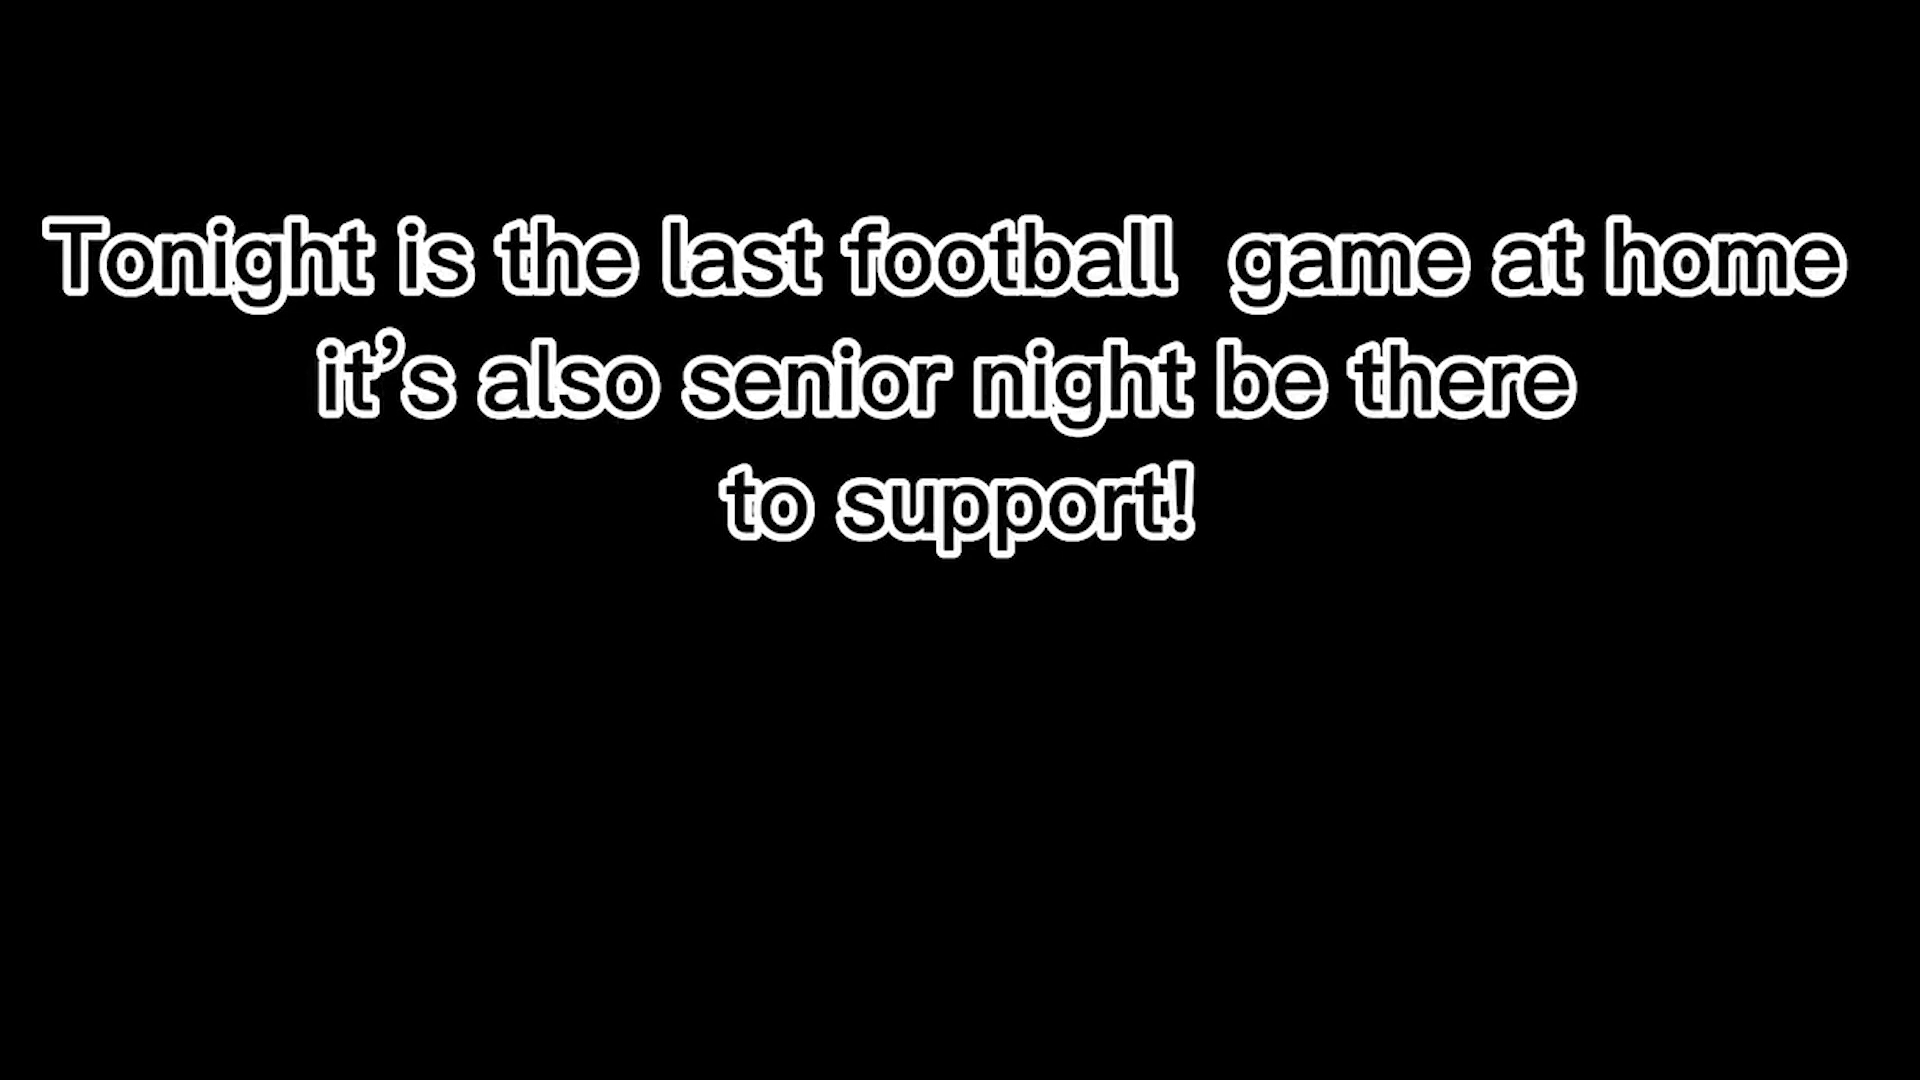 Tonight is the last football  game at home
it’s also senior night be there
to support!